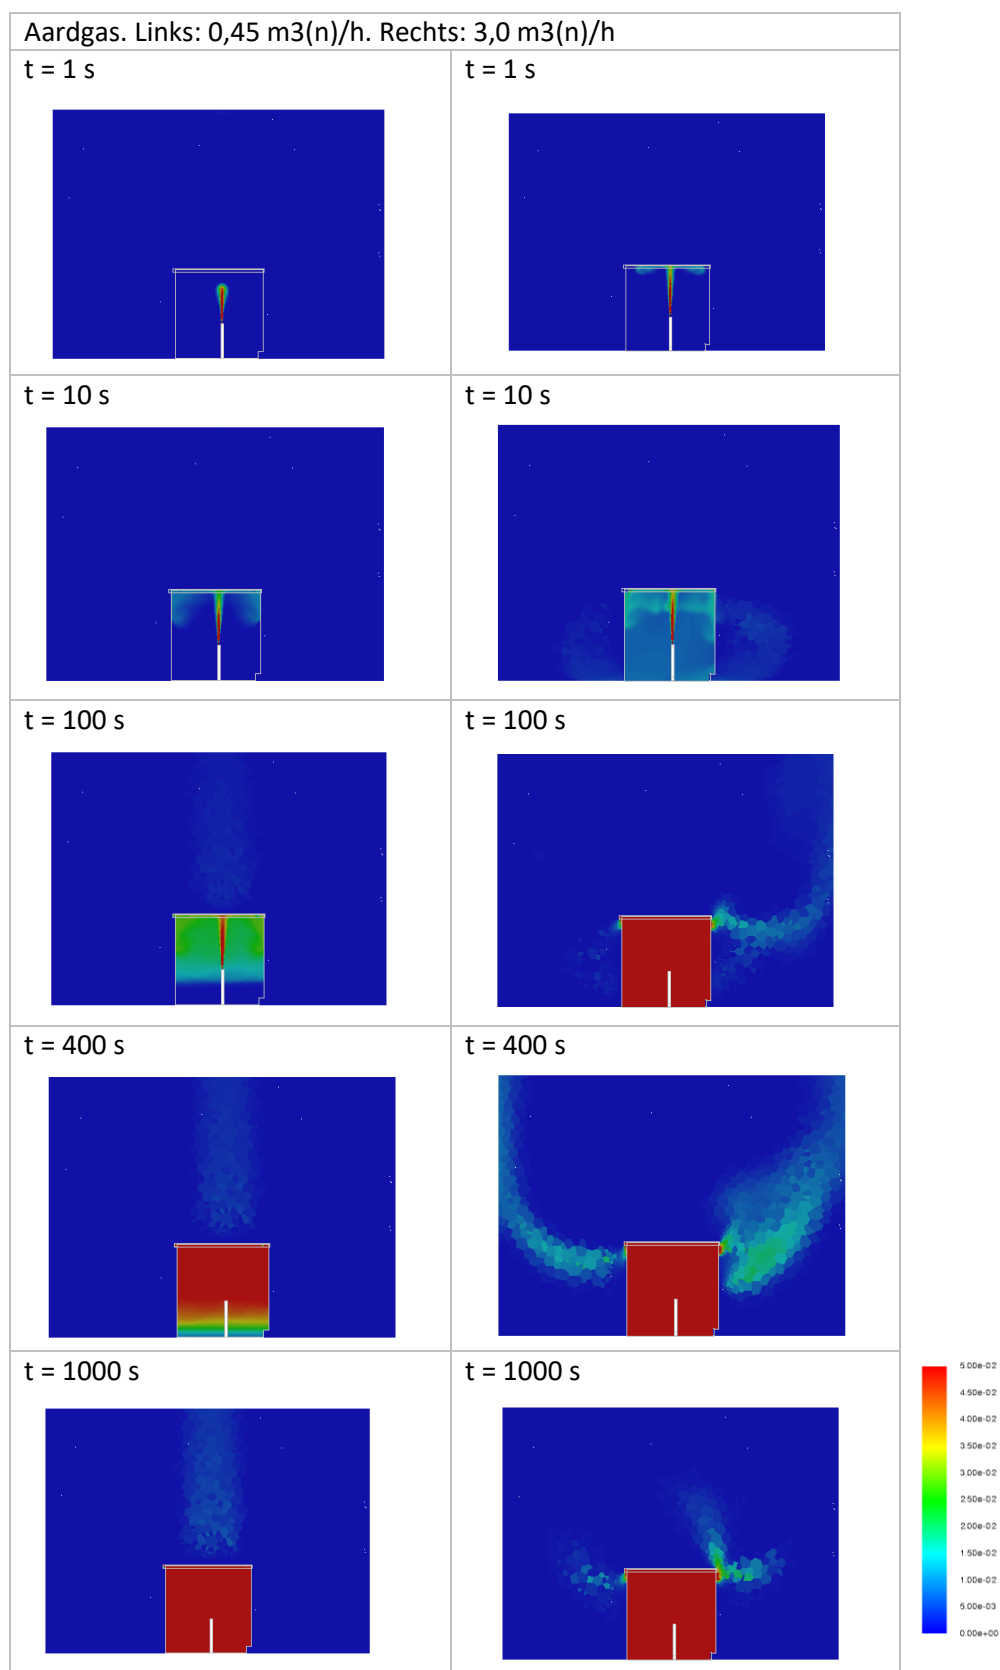 Aardgas. Links: 0,45 m3(n)/h. Rechts: 3,0 m3(n)/h
t = 1 s
t = 1 s
t = 10 s
t = 10 s
t = 100 s
t = 100 s
t = 400 s
t = 400 s
t = 1000 s
t = 1000 s
5.00e-02
4.50e-02
4.00e-02
3.50e-02
3.00e-02
2.50e-02
2.00e-02
1.50e-02
1.00e-02
5.00e-03
0.00e+00